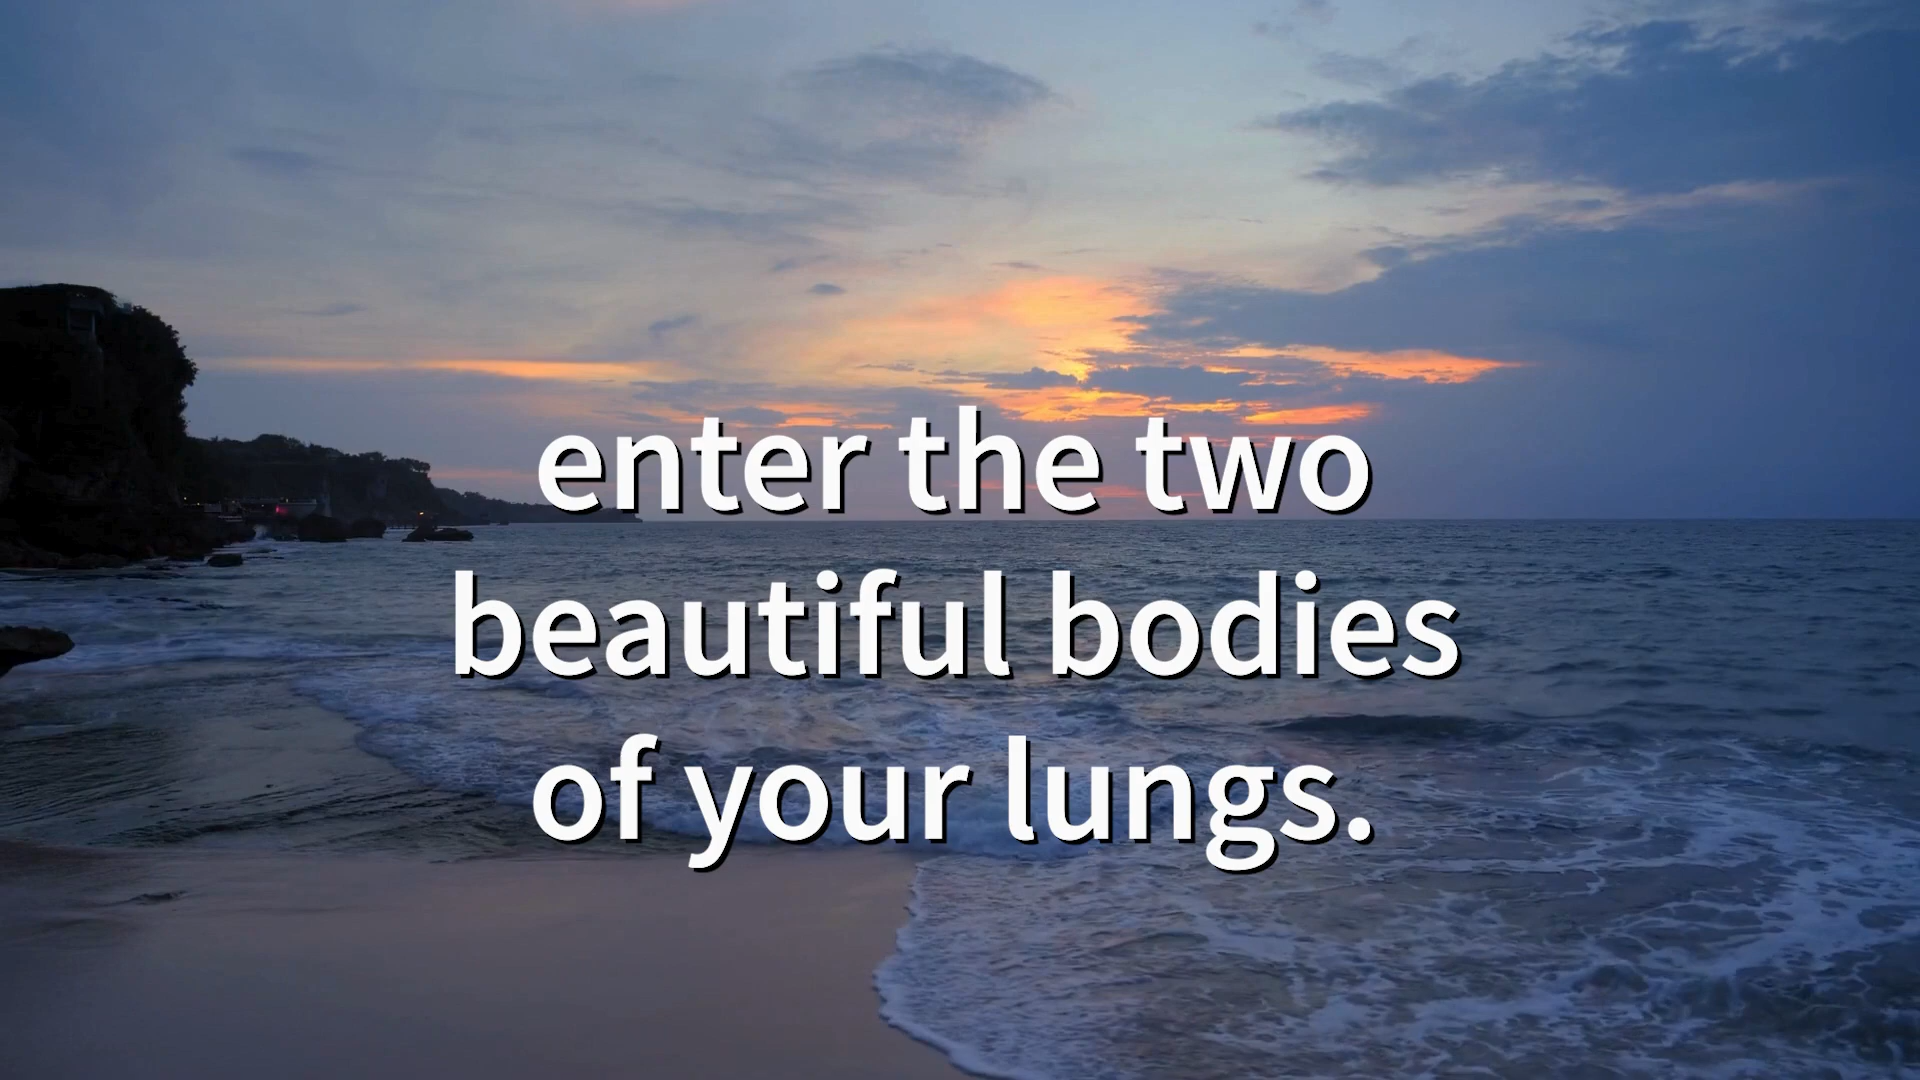 enter the two
beautiful bodies
of your lungs.